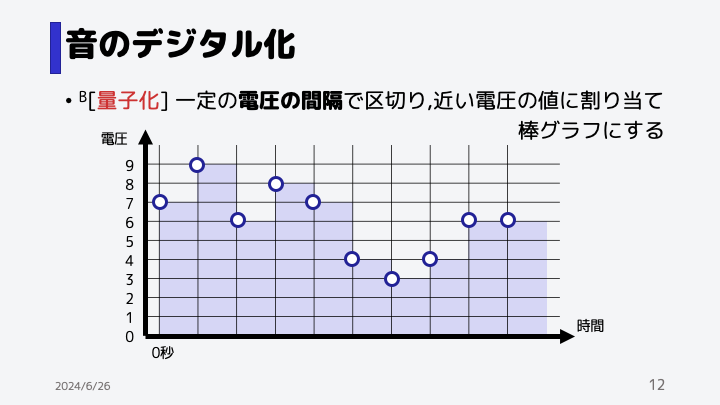 音のデジタル化
• B[量子化] 一定の電圧の間隔で区切り,近い電圧の値に割り当て
棒グラフにする
電圧
9
8
7
6
5
4
3
2
1
0
時間
0秒
2024/6/26
12